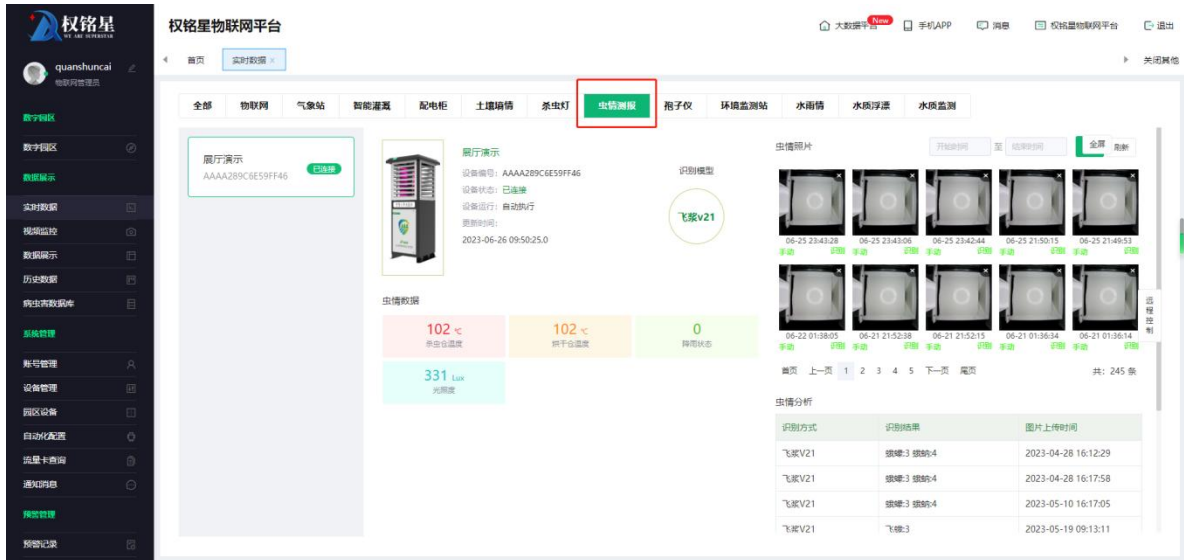 权铭星
WE ARE SUPERSTAR
quanshuncai
物联网管理员
数字园区
数字园区
数据展示
实时数据
视频监控
数据展示
历史数据
病虫害数据库
系统管理
账号管理
设备管理
园区设备
自动化配置
流量卡查询
通知消息
预警管理
预警记录
权铭星物联网平台
大数据平台 New 手机APP 消息 权铭星物联网平台 退出
首页 实时数据 × 关闭其他
全部 物联网 气象站 智能灌溉 配电柜 土壤墒情 杀虫灯 虫情测报 孢子仪 环境监测站 水雨情 水质浮漂 水质监测
展厅演示
AAAA289C6E59FF46 已连接
展厅演示
设备编号: AAAA289C6E59FF46
设备状态: 已连接
设备运行: 自动执行
更新时间:
2023-06-26 09:50:25.0
识别模型
飞桨v21
虫情数据
102 ℃
杀虫仓温度
102 ℃
烘干仓温度
0
降雨状态
331 Lux
光照度
虫情照片 开始时间 至 结束时间 全屏 刷新
06-25 23:43:28 06-25 23:43:06 06-25 23:42:44 06-25 21:50:15 06-25 21:49:53
手动 识别 手动 识别 手动 识别 手动 识别 手动 识别
06-22 01:38:05 06-21 21:52:38 06-21 21:52:15 06-21 01:36:34 06-21 01:36:14
手动 识别 手动 识别 手动 识别 手动 识别 手动 识别
首页 上一页 1 2 3 4 5 下一页 尾页 共: 245 条
远程控制
虫情分析
识别方式 识别结果 图片上传时间
飞桨V21 2023-04-28 16:12:29
飞桨V21 2023-04-28 16:17:58
飞桨V21 2023-05-10 16:17:05
飞桨V21 2023-05-19 09:13:11